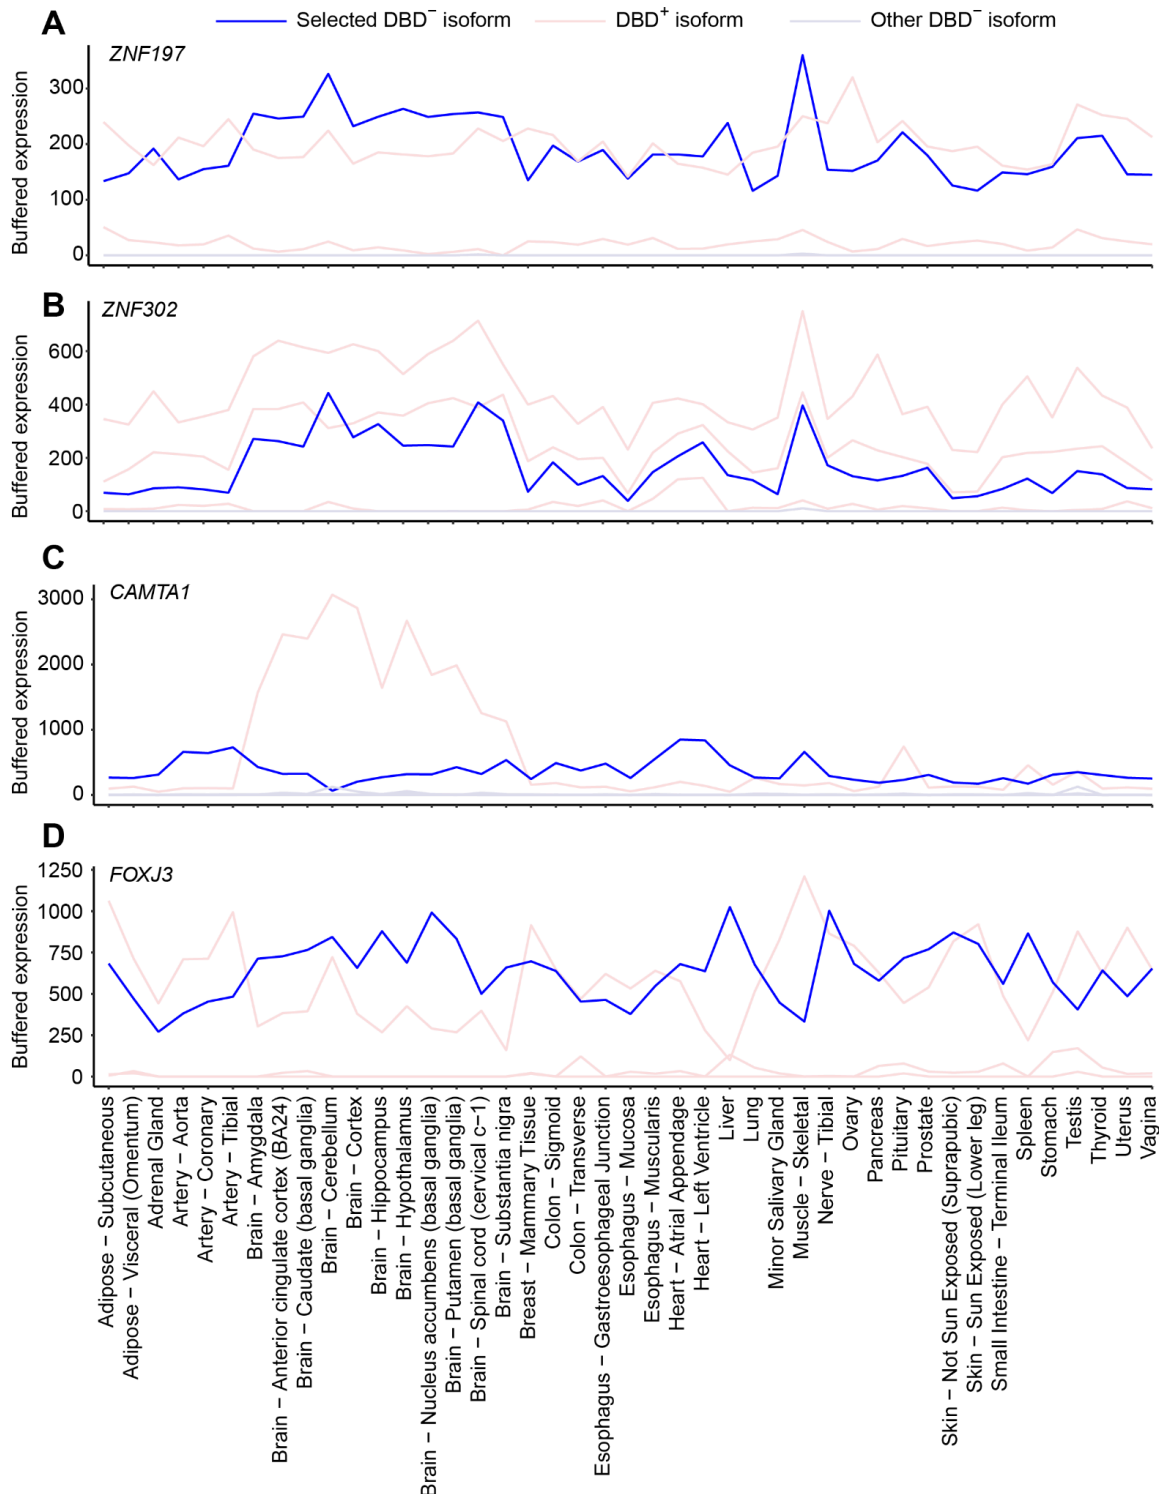 A
Selected DBD− isoform
DBD+ isoform
Other DBD− isoform
ZNF197
Buffered expression
300
200
100
0
B
ZNF302
Buffered expression
600
400
200
0
C
CAMTA1
Buffered expression
3000
2000
1000
0
D
FOXJ3
Buffered expression
1250
1000
750
500
250
0
Adipose − Subcutaneous
Adipose − Visceral (Omentum)
Adrenal Gland
Artery − Aorta
Artery − Coronary
Artery − Tibial
Brain − Amygdala
Brain − Anterior cingulate cortex (BA24)
Brain − Caudate (basal ganglia)
Brain − Cerebellum
Brain − Cortex
Brain − Hippocampus
Brain − Hypothalamus
Brain − Nucleus accumbens (basal ganglia)
Brain − Putamen (basal ganglia)
Brain − Spinal cord (cervical c−1)
Brain − Substantia nigra
Breast − Mammary Tissue
Colon − Sigmoid
Colon − Transverse
Esophagus − Gastroesophageal Junction
Esophagus − Mucosa
Esophagus − Muscularis
Heart − Atrial Appendage
Heart − Left Ventricle
Liver
Lung
Minor Salivary Gland
Muscle − Skeletal
Nerve − Tibial
Ovary
Pancreas
Pituitary
Prostate
Skin − Not Sun Exposed (Suprapubic)
Skin − Sun Exposed (Lower leg)
Small Intestine − Terminal Ileum
Spleen
Stomach
Testis
Thyroid
Uterus
Vagina